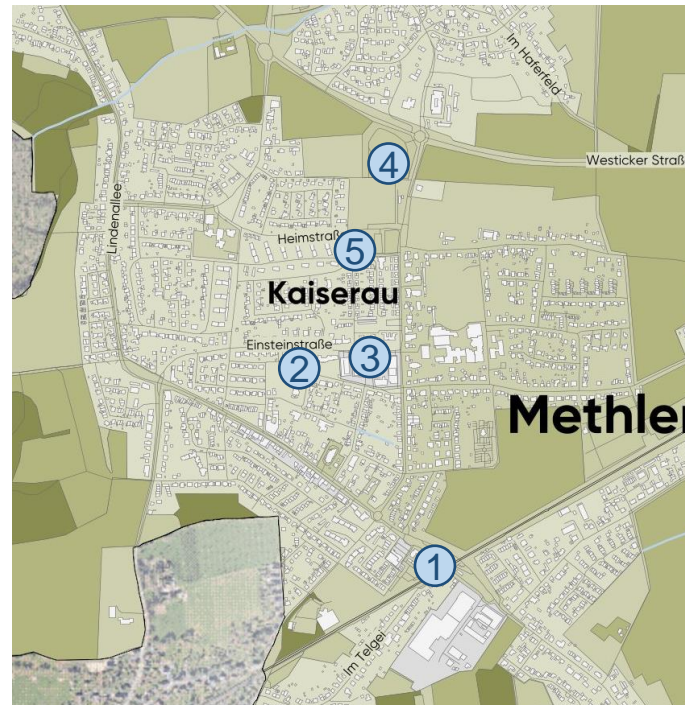 Im Haferfeld
Westicker Straß
4
Lindenallee
Heimstraß
5
Kaiserau
Einsteinstraße
2
3
Methler
1
Im Telgei